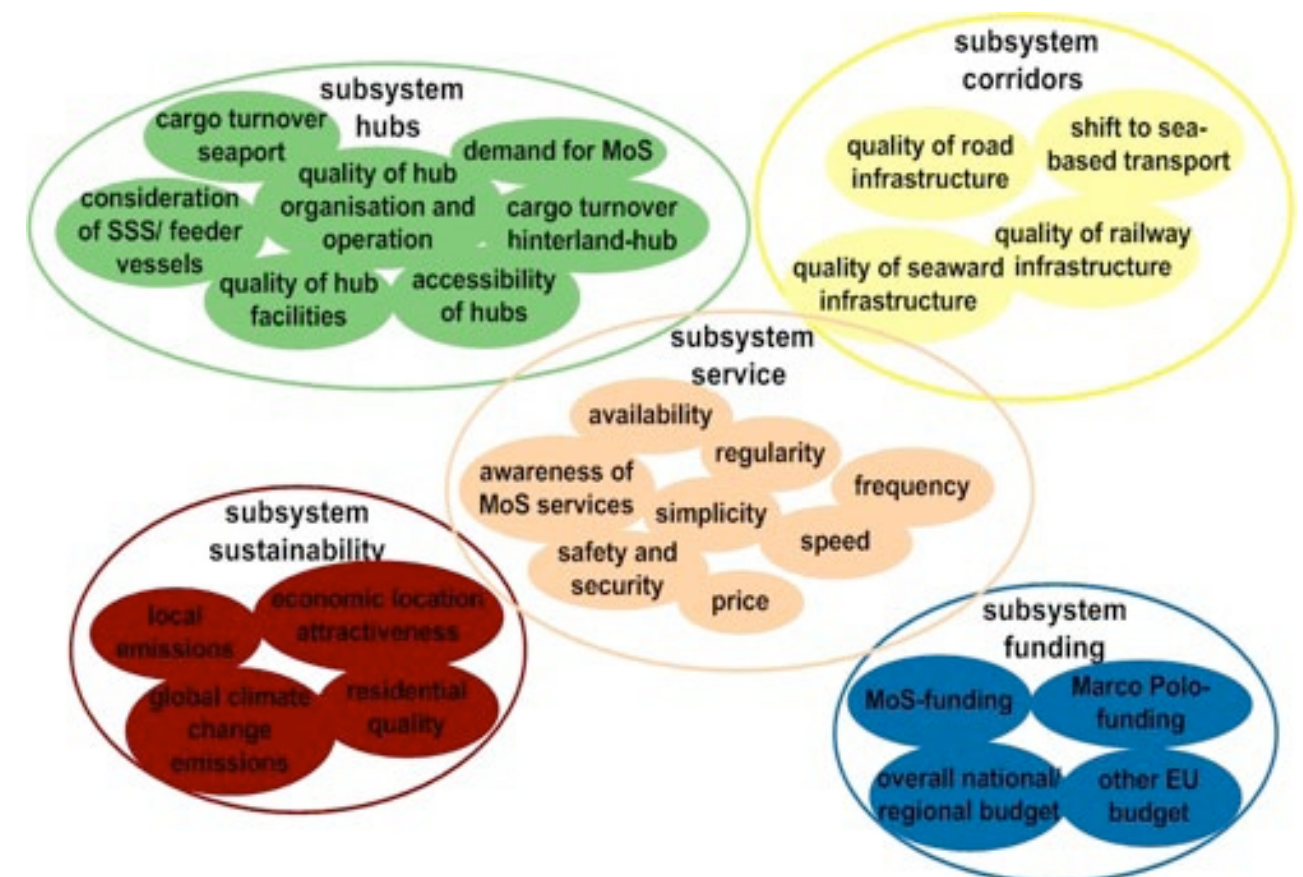 subsystem
hubs
cargo turnover
seaport
demand for MoS
quality of hub
organisation and
operation
consideration
of SSS/ feeder
vessels
cargo turnover
hinterland-hub
quality of hub
facilities
accessibility
of hubs
subsystem
corridors
quality of road
infrastructure
shift to sea-
based transport
quality of seaward
infrastructure
quality of railway
infrastructure
subsystem
service
availability
regularity
awareness of
MoS services
frequency
simplicity
speed
safety and
security
price
subsystem
sustainability
local
emissions
economic location
attractiveness
global climate
change
emissions
residential
quality
subsystem
funding
MoS-funding
Marco Polo-
funding
overall national/
regional budget
other EU
budget